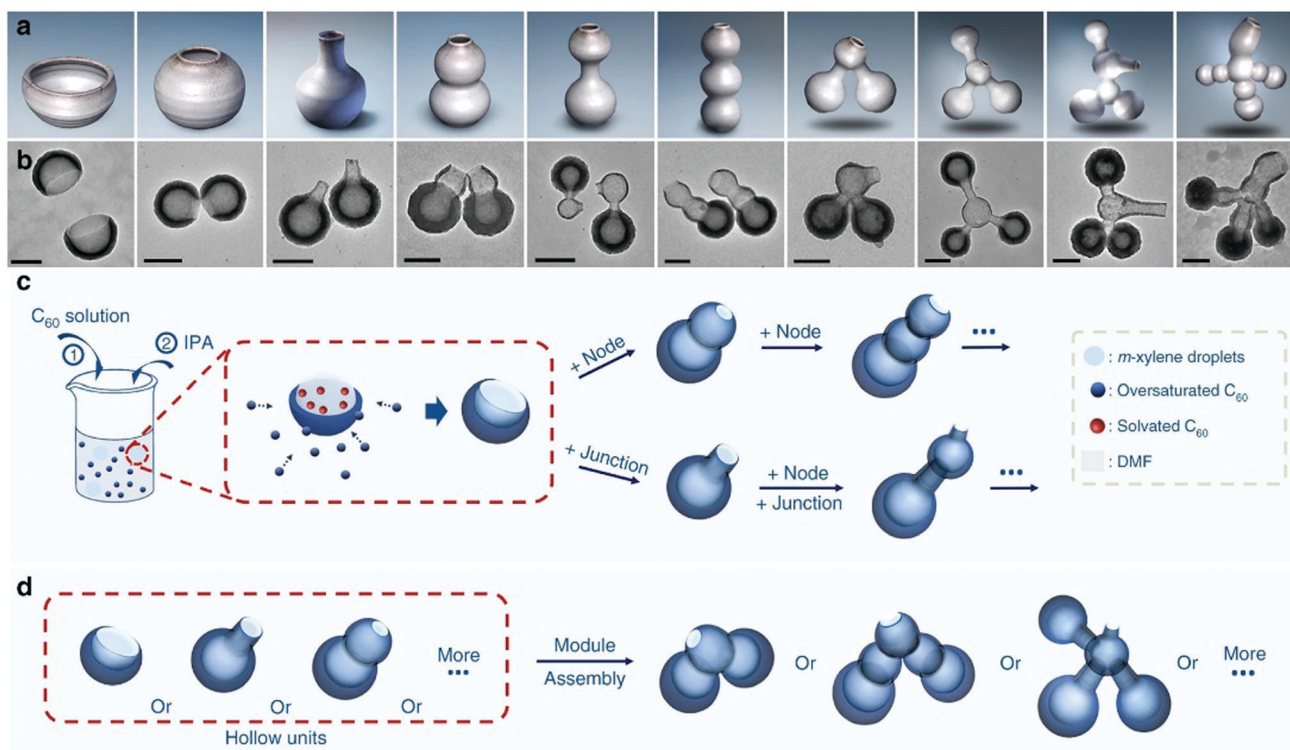 a
b
c
C₆₀ solution
① ② IPA
+ Node
+ Node
...
+ Junction
+ Node
+ Junction
...
: m-xylene droplets
: Oversaturated C₆₀
: Solvated C₆₀
: DMF
d
Or Or Or
More
...
Hollow units
Module
Assembly
Or Or Or
More
...